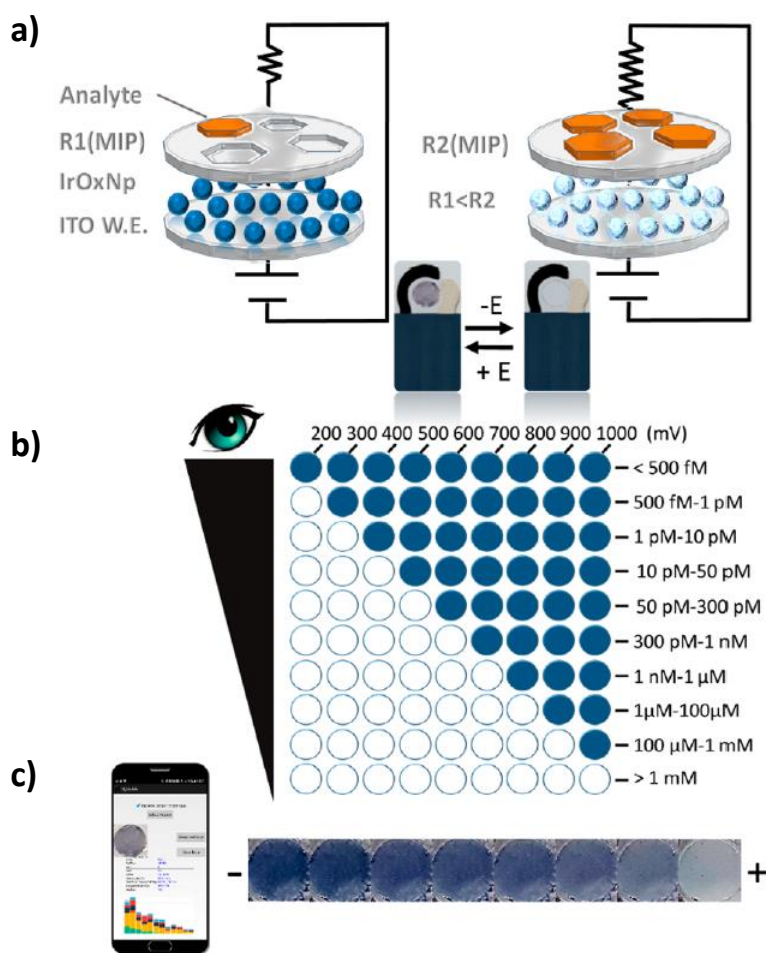 a)
Analyte
R1(MIP)
IrOxNp
ITO W.E.
R2(MIP)
R1<R2
-E
+ E
b)
200 300 400 500 600 700 800 900 1000 (mV)
< 500 fM
500 fM-1 pM
1 pM-10 pM
10 pM-50 pM
50 pM-300 pM
300 pM-1 nM
1 nM-1 µM
1µM-100µM
100 µM-1 mM
> 1 mM
c)
- +